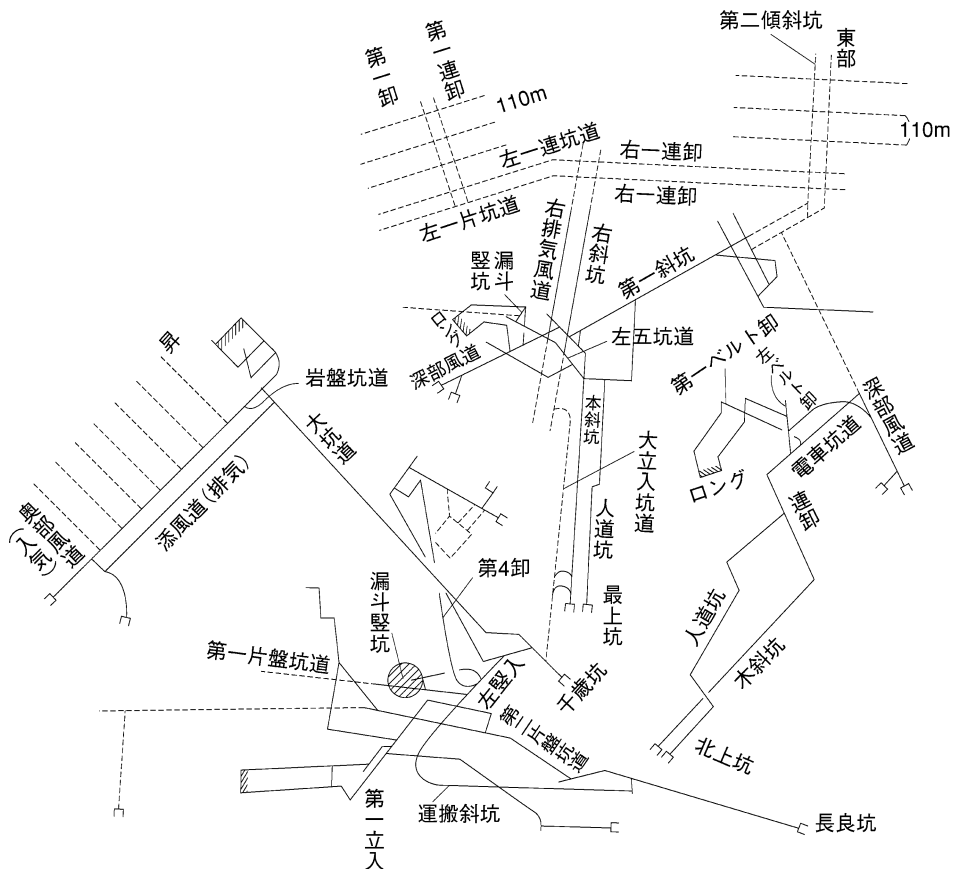 第二傾斜坑
東部
第一連卸
第一卸
110m
110m
左一連坑道
右一連卸
右一連卸
左一片坑道
右排気風道
右斜坑
漏斗
竪坑
第一斜坑
ロング
左五坑道
深部風道
昇
岩盤坑道
大坑道
本斜坑
第一ベルト卸
左ベルト卸
深部風道
電車坑道
ロング
連卸
大立入坑道
人道坑
添風道(排気)
奥部風道
(入気)
第4卸
漏斗竪坑
最上坑
人道坑
木斜坑
第一片盤坑道
左竪入
千歳坑
第二片盤坑道
北上坑
第一立入
運搬斜坑
長良坑